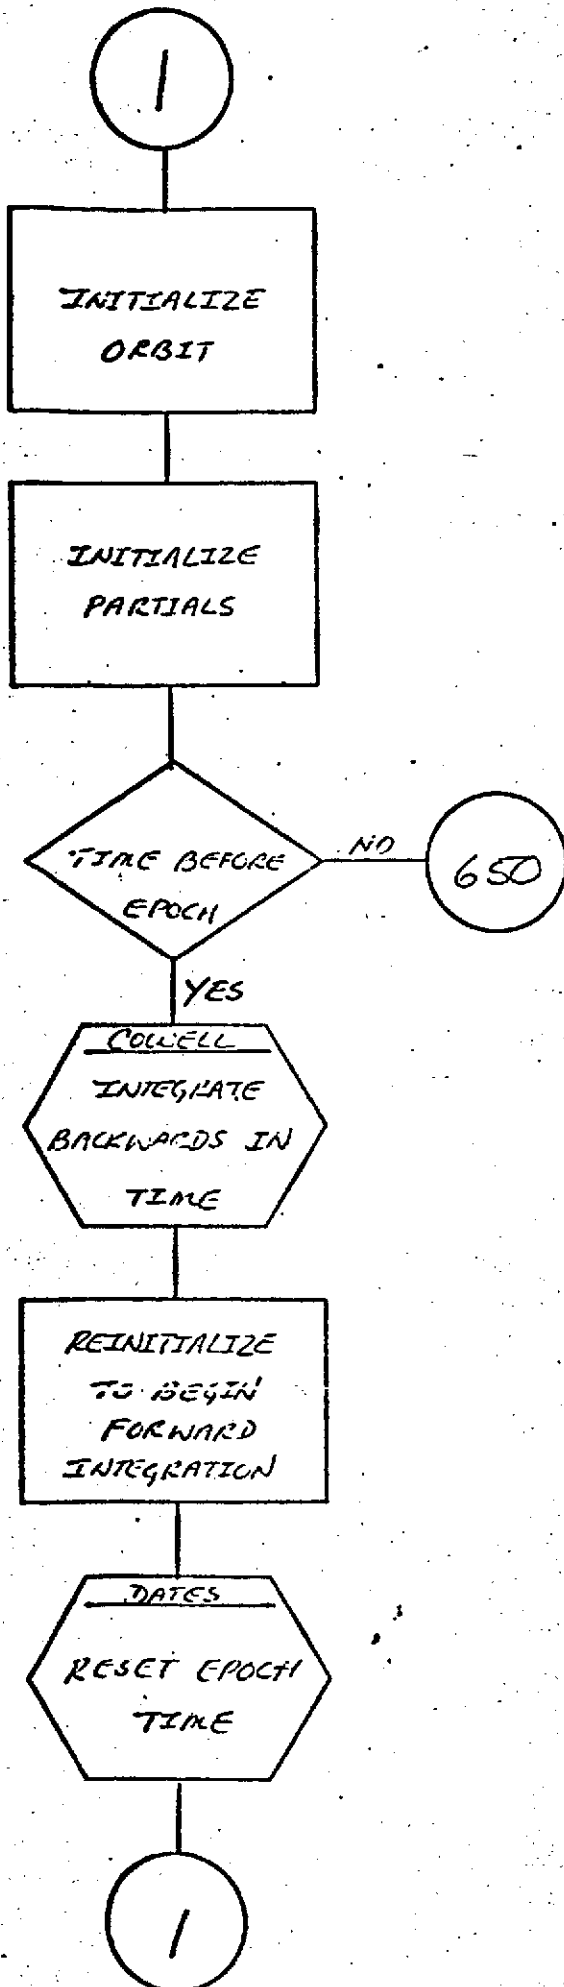 1
INITIALIZE
ORBIT
INITIALIZE
PARTIALS
TIME BEFORE
EPOCH
NO
650
YES
COWELL
INTEGRATE
BACKWARDS IN
TIME
REINITIALIZE
TO BEGIN
FORWARD
INTEGRATION
DATES
RESET EPOCH
TIME
1